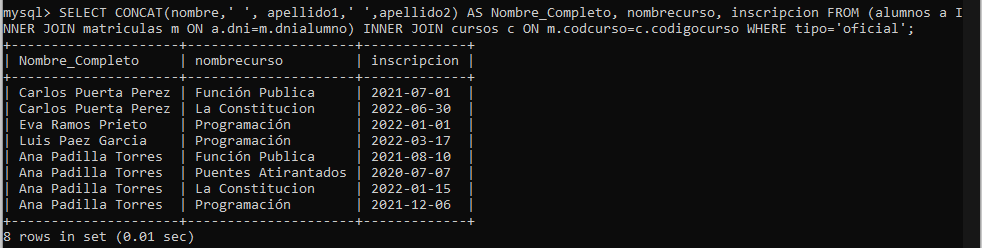 mysql> SELECT CONCAT(nombre,' ', apellido1,' ',apellido2) AS Nombre_Completo, nombrecurso, inscripcion FROM (alumnos a I
NNER JOIN matriculas m ON a.dni=m.dnialumno) INNER JOIN cursos c ON m.codcurso=c.codigocurso WHERE tipo='oficial';
+----------------------+--------------------+-------------+
| Nombre_Completo      | nombrecurso        | inscripcion |
+----------------------+--------------------+-------------+
| Carlos Puerta Perez | Función Publica    | 2021-07-01  |
| Carlos Puerta Perez | La Constitucion    | 2022-06-30  |
| Eva Ramos Prieto    | Programación       | 2022-01-01  |
| Luis Paez Garcia    | Programación       | 2022-03-17  |
| Ana Padilla Torres  | Función Publica    | 2021-08-10  |
| Ana Padilla Torres  | Puentes Atirantados | 2020-07-07  |
| Ana Padilla Torres  | La Constitucion    | 2022-01-15  |
| Ana Padilla Torres  | Programación       | 2021-12-06  |
+----------------------+--------------------+-------------+
8 rows in set (0.01 sec)